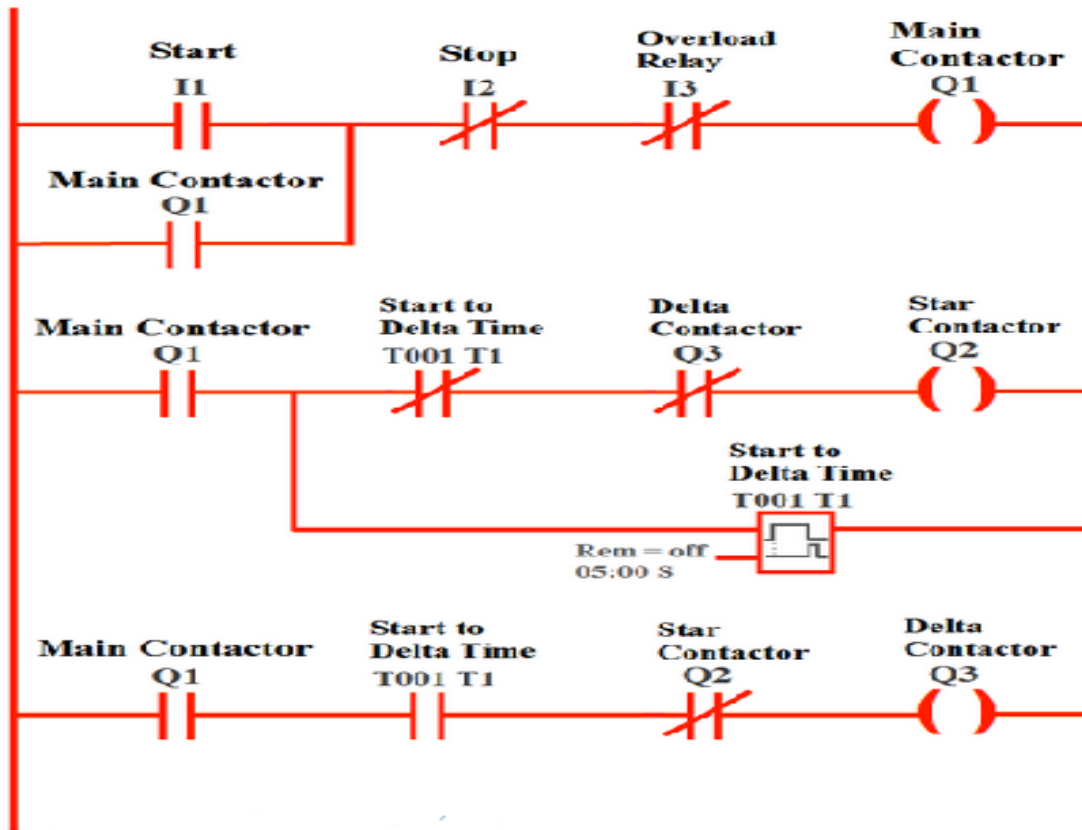 Start
I1
Stop
I2
Overload
Relay
I3
Main
Contactor
Q1
Main Contactor
Q1
Main Contactor
Q1
Start to
Delta Time
T001 T1
Delta
Contactor
Q3
Star
Contactor
Q2
Start to
Delta Time
T001 T1
Rem = off
05:00 S
Main Contactor
Q1
Start to
Delta Time
T001 T1
Star
Contactor
Q2
Delta
Contactor
Q3